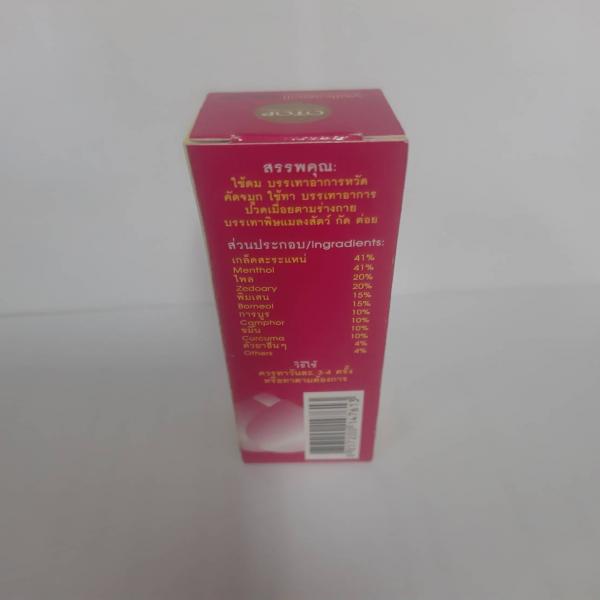 OTOP
สรรพคุณ:
ใช้ดม บรรเทาอาการหวัด
คัดจมูก ใช้ทา บรรเทาอาการ
ปวดเมื่อยตามร่างกาย
บรรเทาพิษแมลงสัตว์ กัด ต่อย
ส่วนประกอบ/Ingradients:
เกล็ดสะระแหน่ 41%
Menthol 41%
ไพล 20%
Zedoary 20%
พิมเสน 15%
Borneol 15%
การบูร 10%
Camphor 10%
ขมิ้น 10%
Curcuma 10%
ตัวยาอื่นๆ 4%
Others 4%
วิธีใช้
ควรทาวันละ 3-4 ครั้ง
หรือทาตามต้องการ